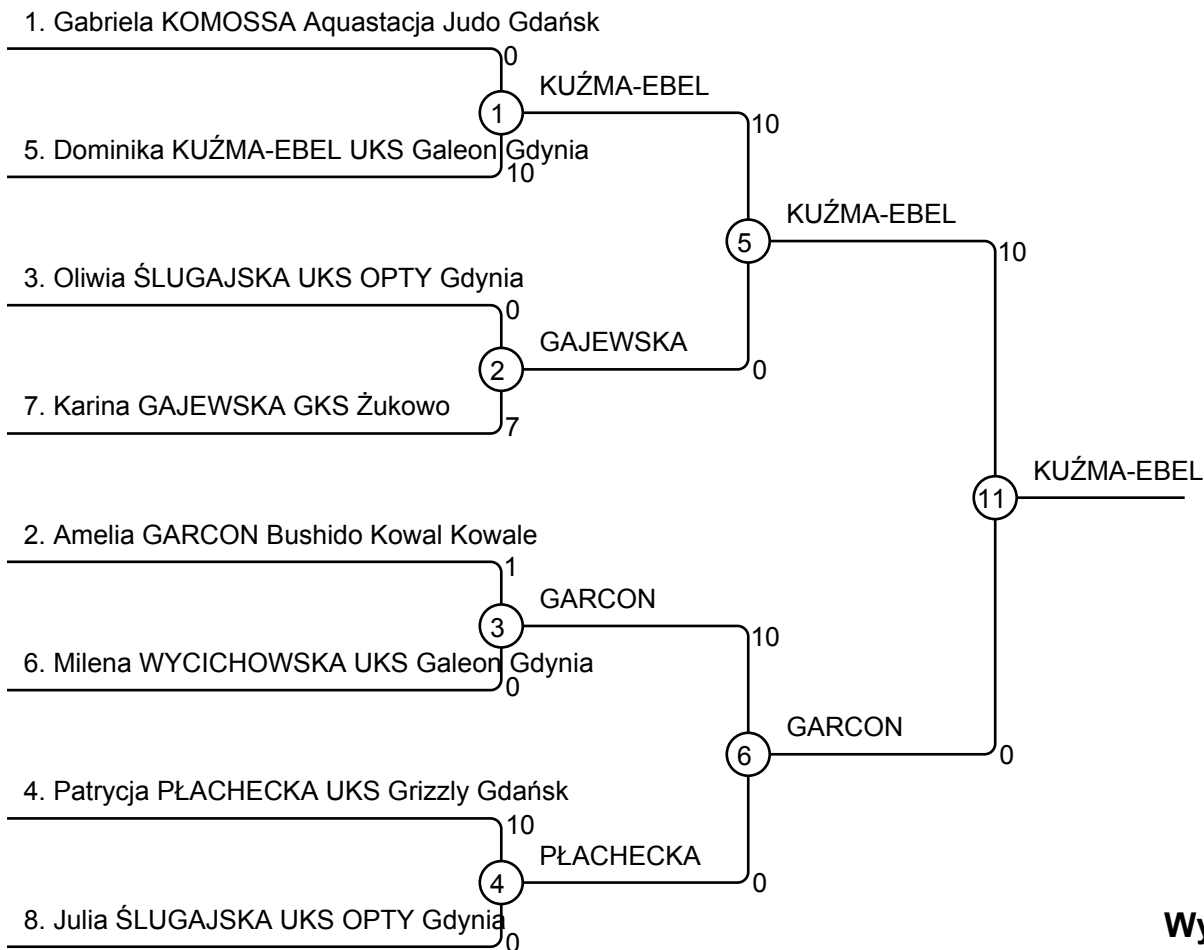 1. Gabriela KOMOSSA Aquastacja Judo Gdańsk
0
KUŹMA-EBEL
1
10
5. Dominika KUŹMA-EBEL UKS Galeon Gdynia
10
KUŹMA-EBEL
5
10
3. Oliwia ŚLUGAJSKA UKS OPTY Gdynia
0
GAJEWSKA
2
0
7. Karina GAJEWSKA GKS Żukowo
7
KUŹMA-EBEL
11
2. Amelia GARCON Bushido Kowal Kowale
1
GARCON
3
10
6. Milena WYCICHOWSKA UKS Galeon Gdynia
0
GARCON
6
0
4. Patrycja PŁACHECKA UKS Grizzly Gdańsk
10
PŁACHECKA
4
0
8. Julia ŚLUGAJSKA UKS OPTY Gdynia
0
Wy